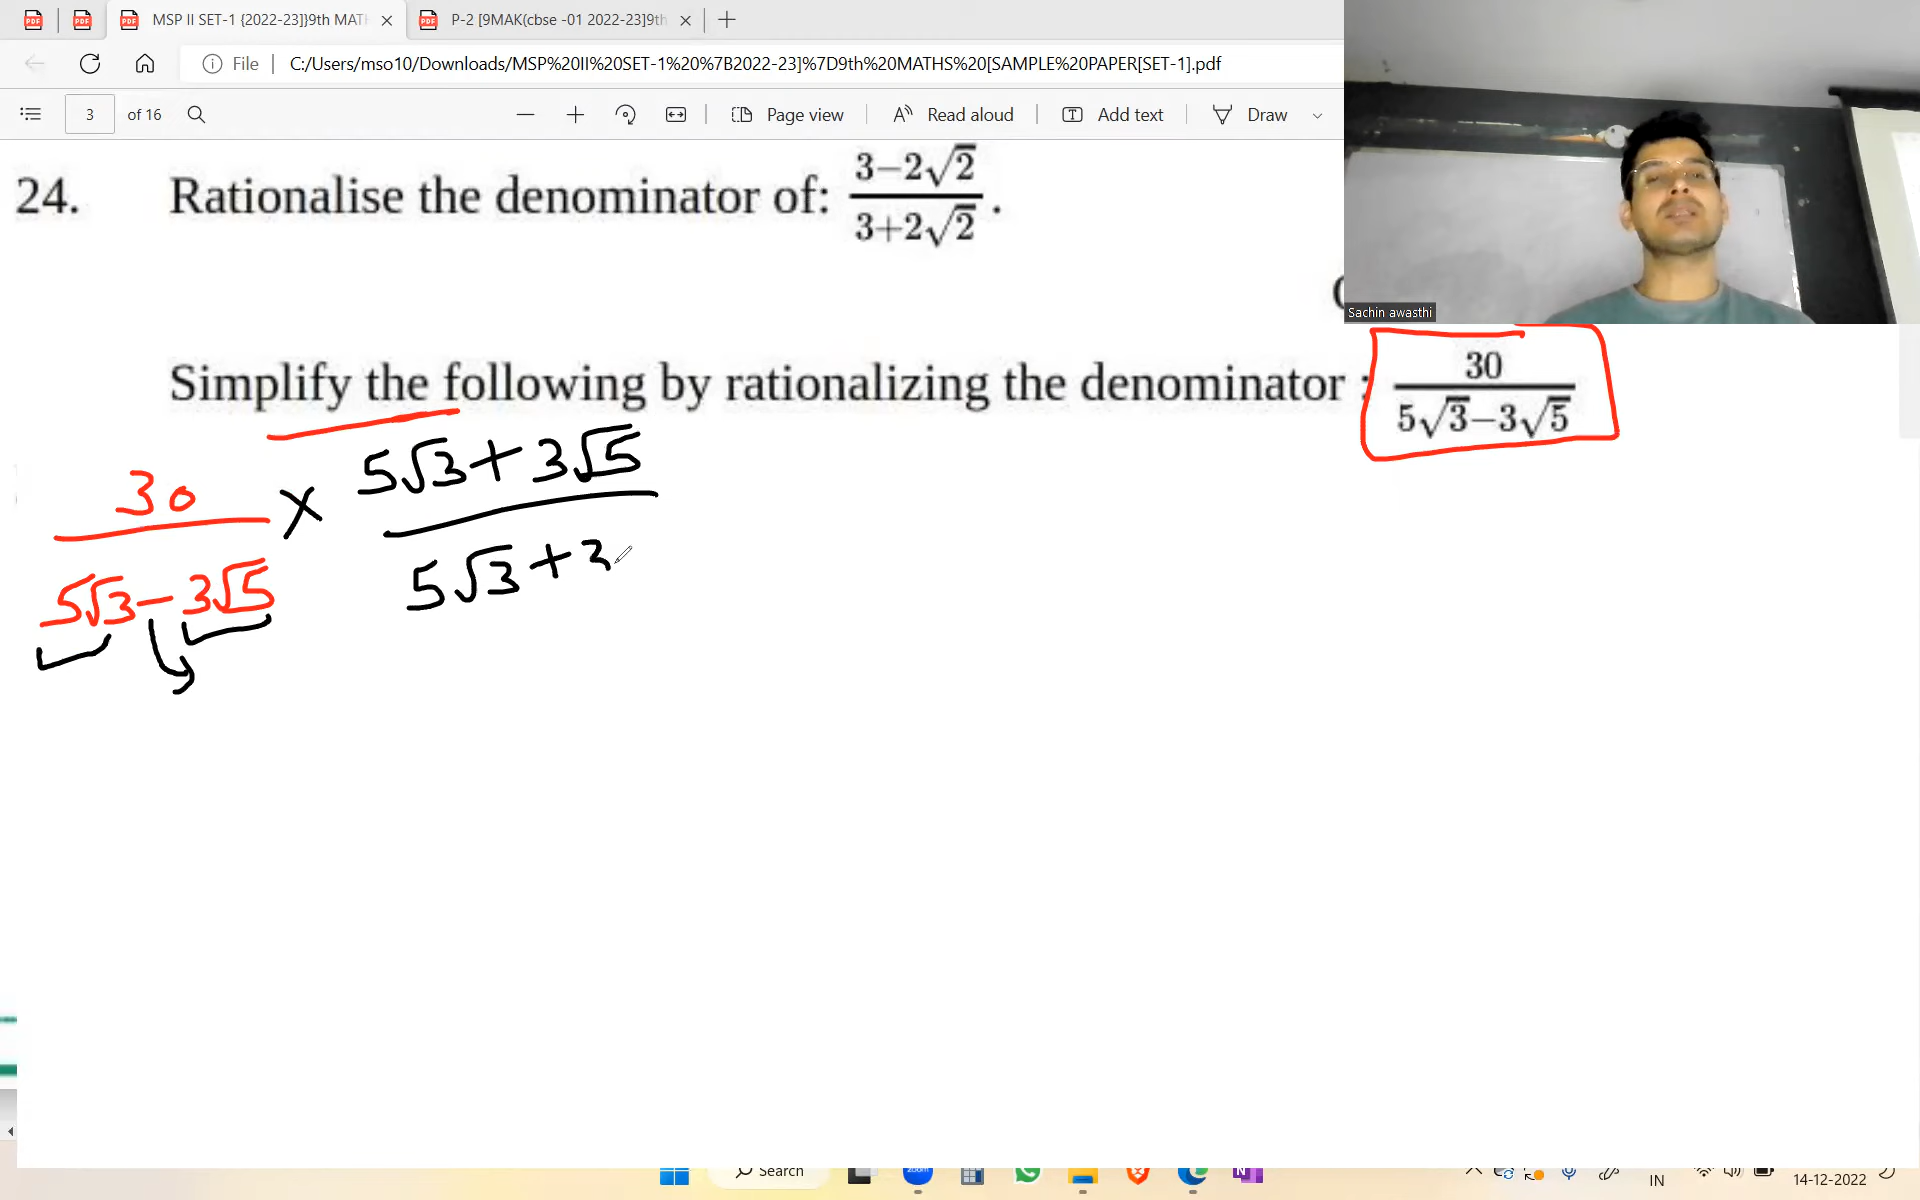 MSP II SET-1 {2022-23]}9th MAT
P-2 [9MAK(cbse -01 2022-23]9th
File
C:/Users/mso10/Downloads/MSP%20II%20SET-1%20%7B2022-23]%7D9th%20MATHS%20[SAMPLE%20PAPER[SET-1].pdf
3 of 16
Page view
Read aloud
Add text
Draw
24. Rationalise the denominator of: (3−2√2)/(3+2√2).
Sachin awasthi
Simplify the following by rationalizing the denominator : 30/(5√3−3√5)
30/(5√3 − 3√5) × (5√3 + 3√5)/(5√3 + 3
Search
zoom
IN
14-12-2022